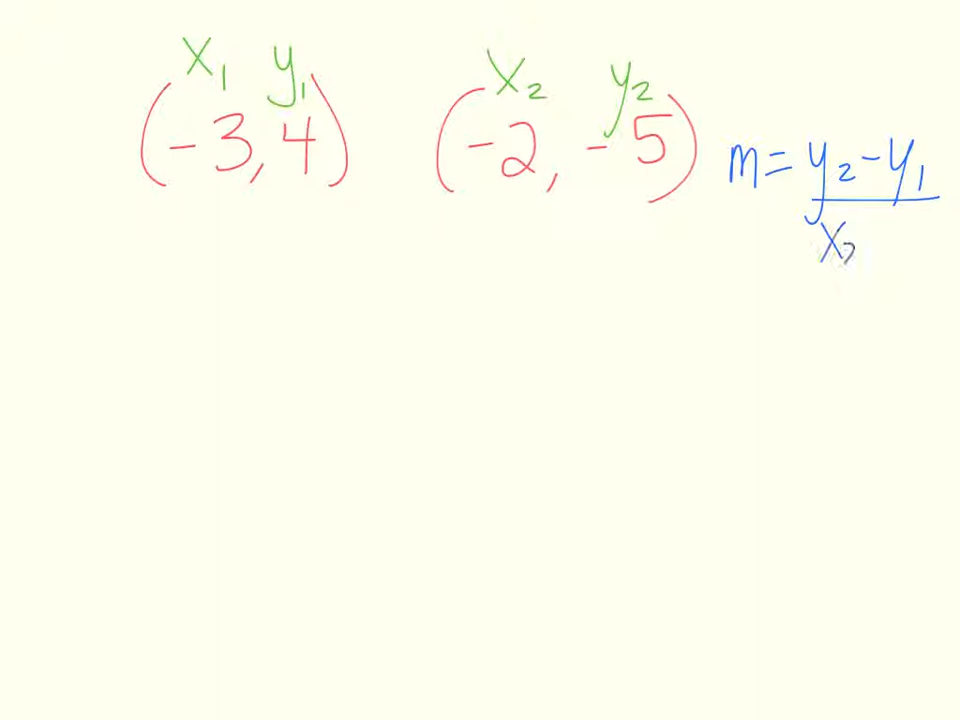 x₁ y₁ x₂ y₂
(-3, 4) (-2, -5)
m = y₂ - y₁
x₂